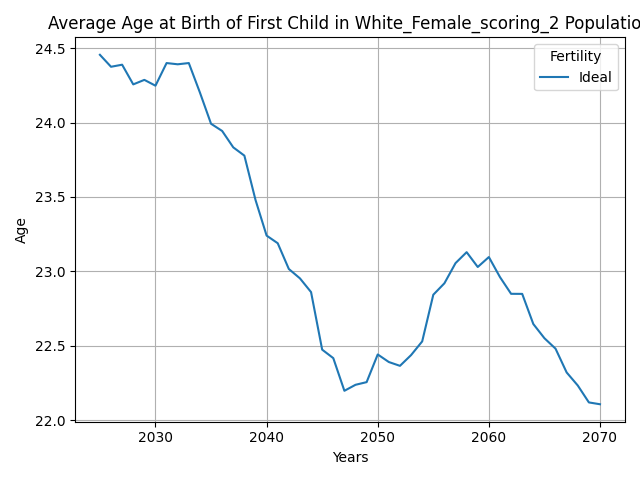 Average Age at Birth of First Child in White_Female_scoring_2 Populatio
Fertility
Ideal
24.5
24.0
23.5
23.0
22.5
22.0
Age
2030 2040 2050 2060 2070
Years